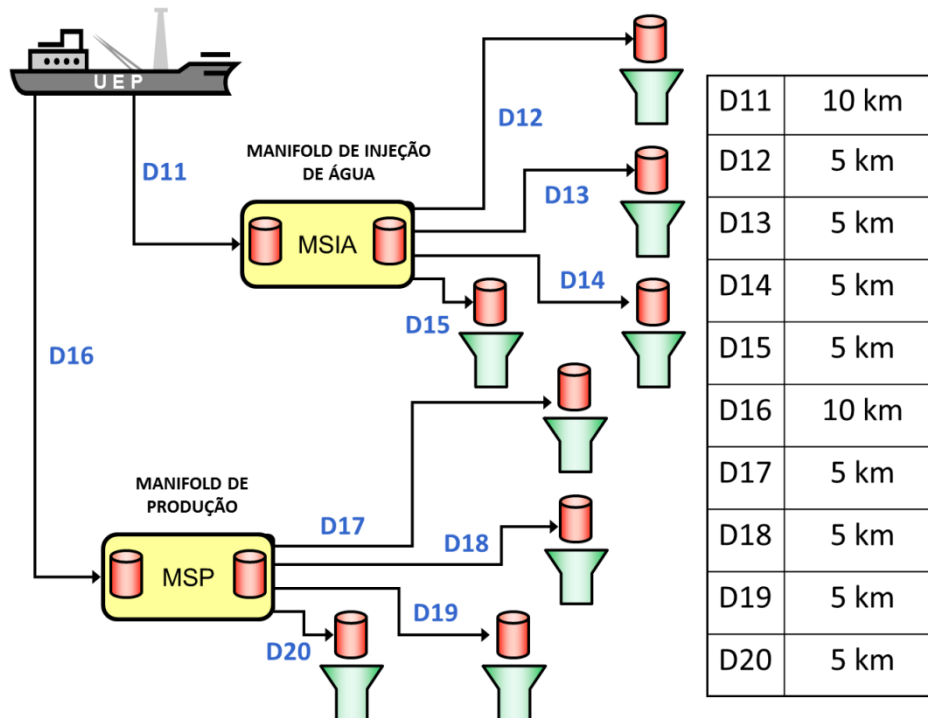 UEP
D12
MANIFOLD DE INJEÇÃO
DE ÁGUA
D11
D13
MSIA
D14
D15
D16
MANIFOLD DE
PRODUÇÃO
D17
D18
MSP
D19
D20
D11 10 km
D12 5 km
D13 5 km
D14 5 km
D15 5 km
D16 10 km
D17 5 km
D18 5 km
D19 5 km
D20 5 km